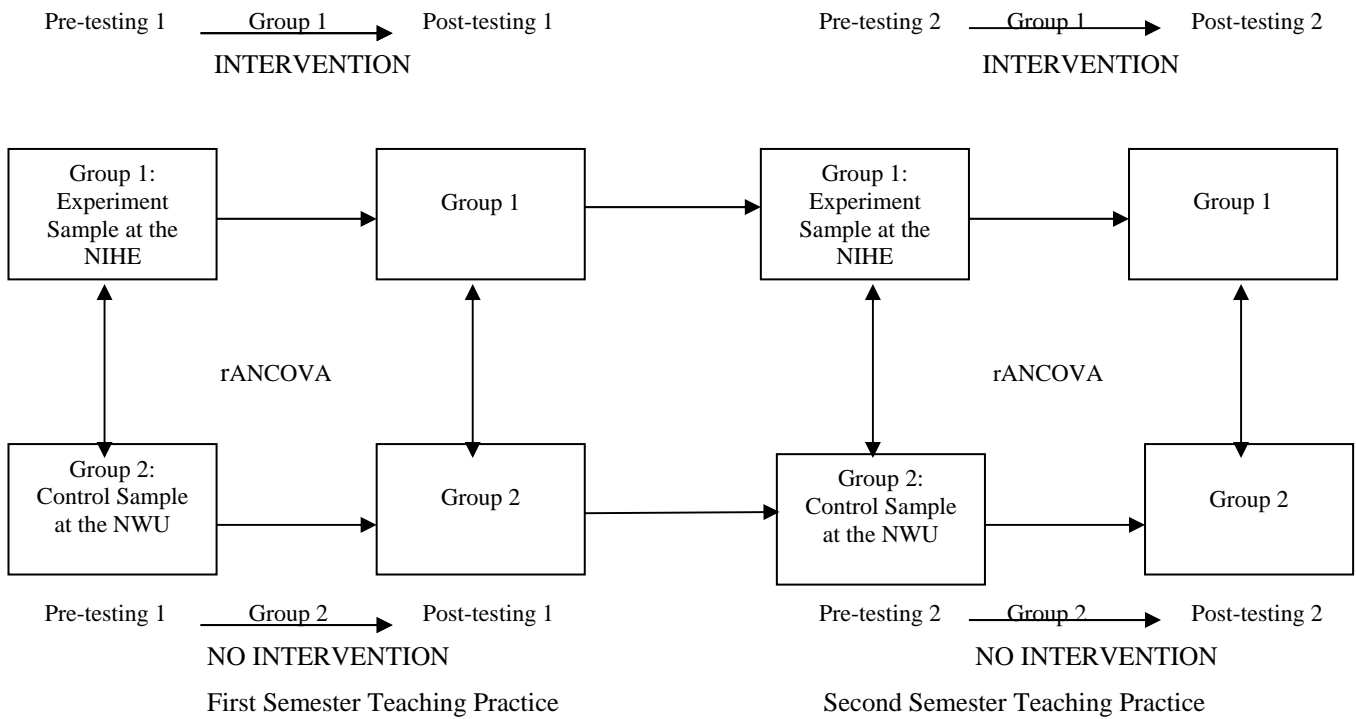 Pre-testing 1 Group 1 Post-testing 1 Pre-testing 2 Group 1 Post-testing 2
INTERVENTION INTERVENTION
Group 1:
Experiment
Sample at the
NIHE
Group 1
Group 1:
Experiment
Sample at the
NIHE
Group 1
rANCOVA rANCOVA
Group 2:
Control Sample
at the NWU
Group 2
Group 2:
Control Sample
at the NWU
Group 2
Pre-testing 1 Group 2 Post-testing 1 Pre-testing 2 Group 2 Post-testing 2
NO INTERVENTION NO INTERVENTION
First Semester Teaching Practice Second Semester Teaching Practice